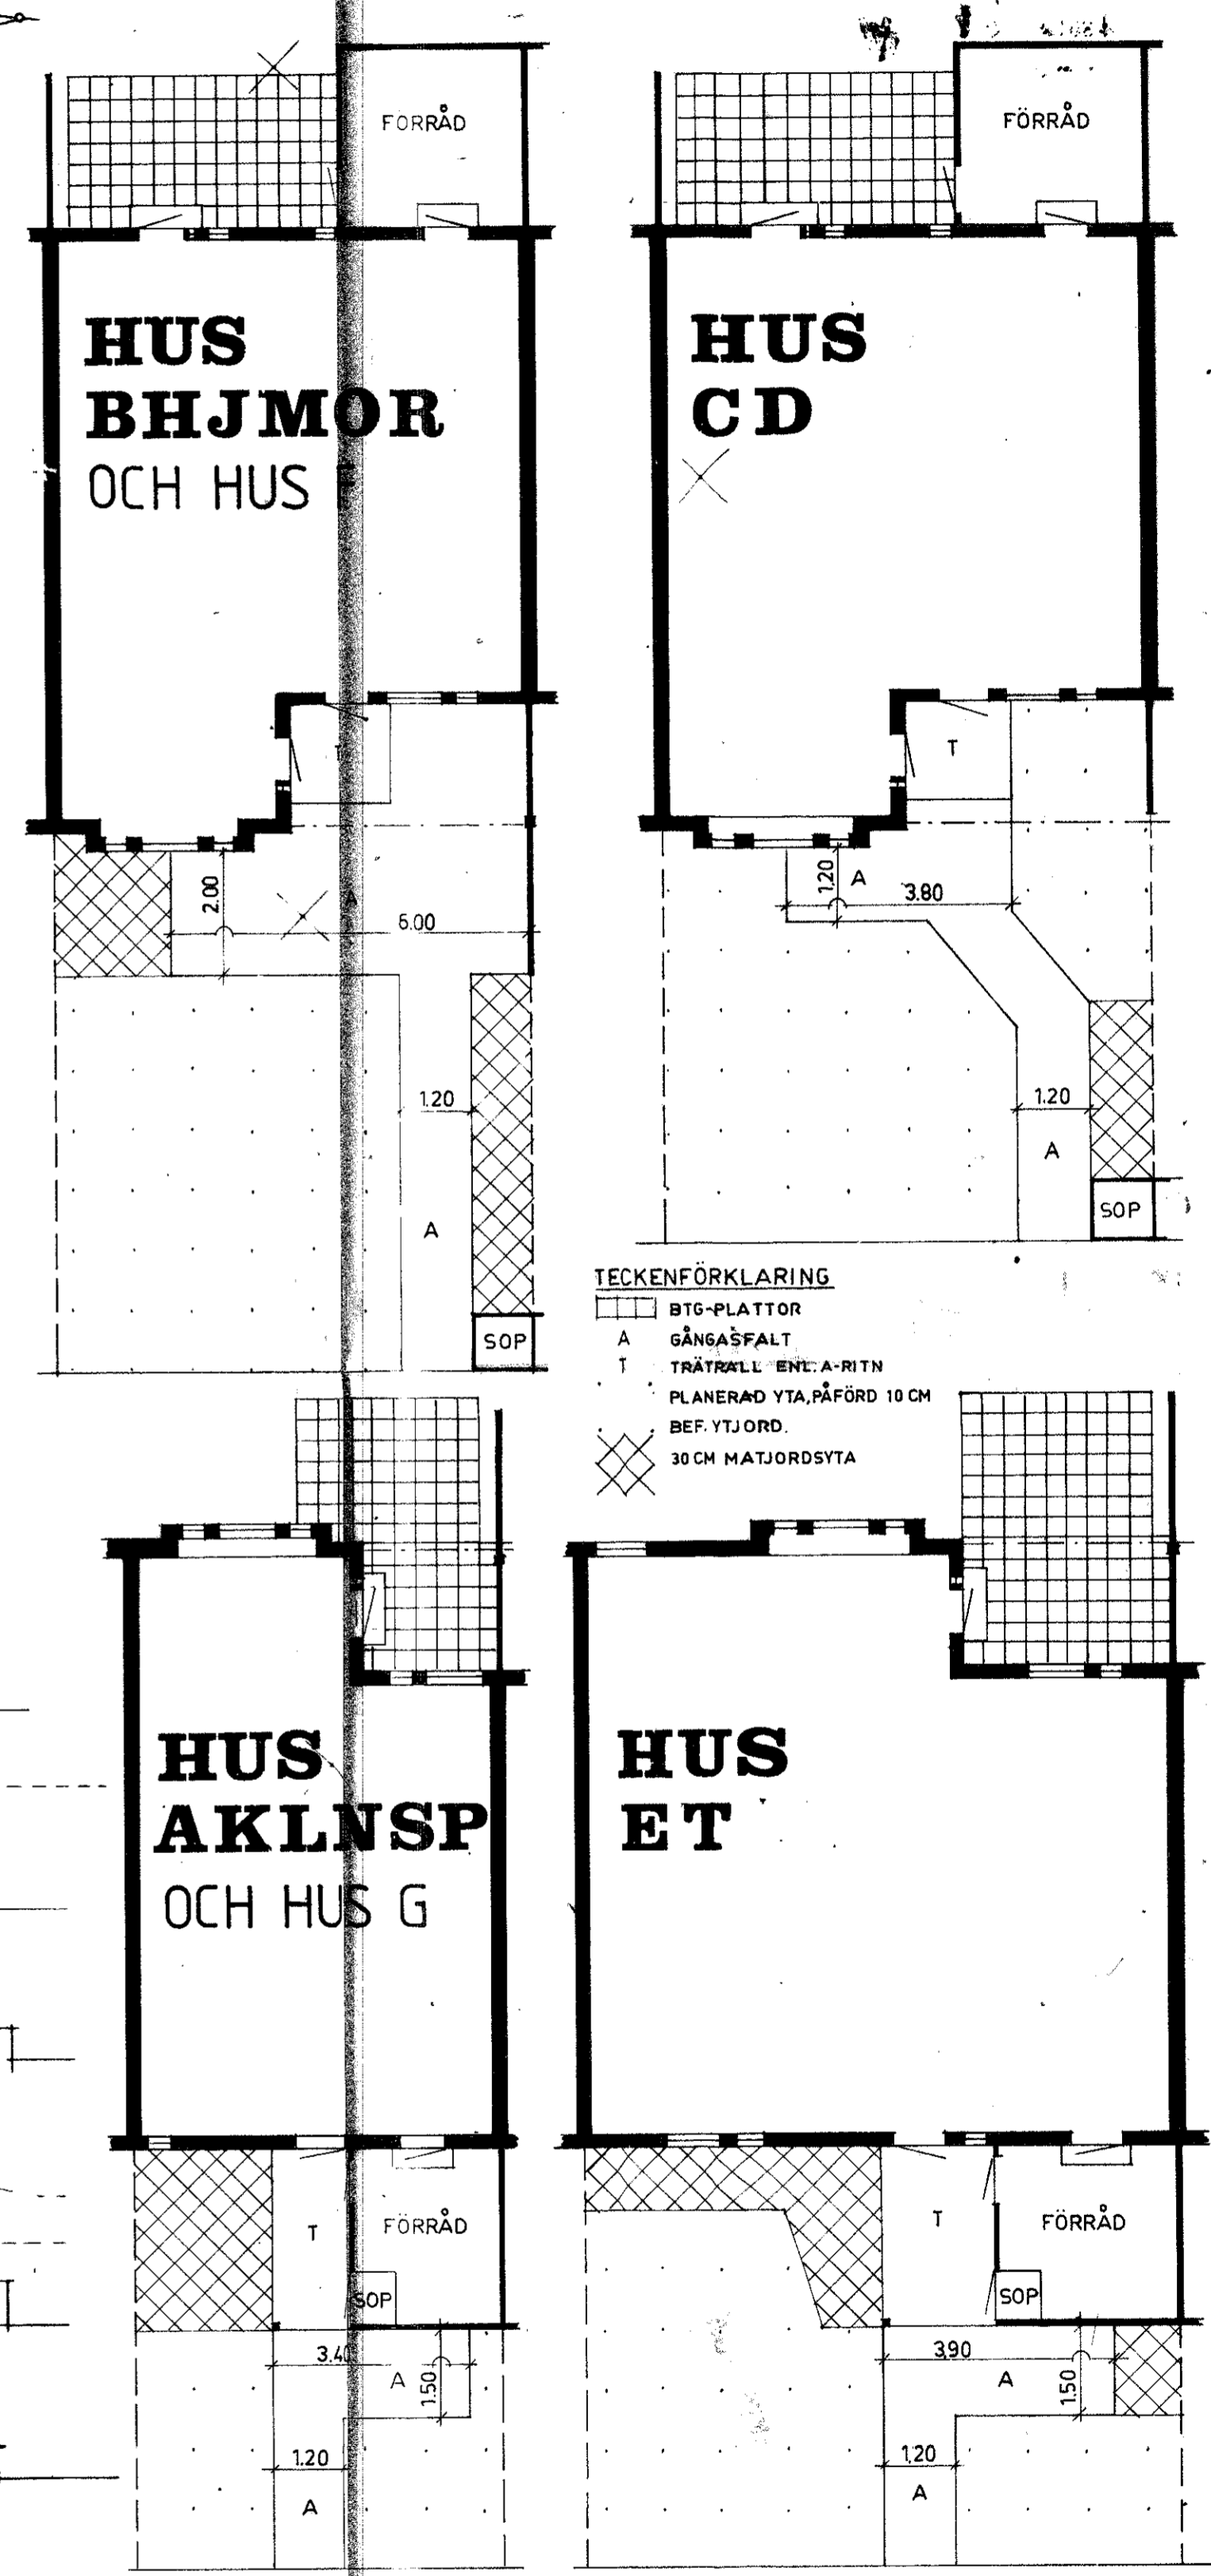 FÖRRÅD
HUS
BHJMOR
OCH HUS F
T
2.00
A
6.00
1.20
A
SOP
FÖRRÅD
HUS
CD
T
1.20
A
3.80
1.20
A
SOP
TECKENFÖRKLARING
BTG-PLATTOR
A GÅNGASFALT
T TRÄTRALL ENL. A-RITN
PLANERAD YTA, PÅFÖRD 10 CM
BEF. YTJORD.
30 CM MATJORDSYTA
HUS
AKLNSP
OCH HUS G
T
FÖRRÅD
SOP
3.40
A
1.50
1.20
A
HUS
ET
T
FÖRRÅD
SOP
3.90
A
1.50
1.20
A